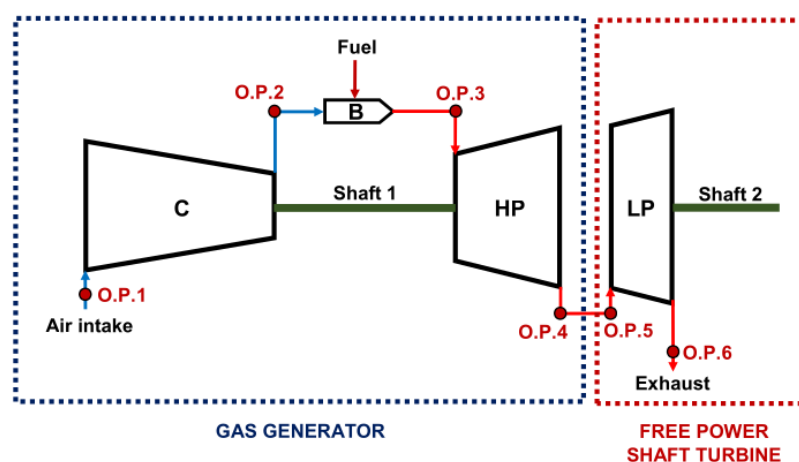 Fuel
O.P.2
B
O.P.3
C
Shaft 1
HP
LP
Shaft 2
O.P.1
Air intake
O.P.4
O.P.5
O.P.6
Exhaust
GAS GENERATOR
FREE POWER
SHAFT TURBINE